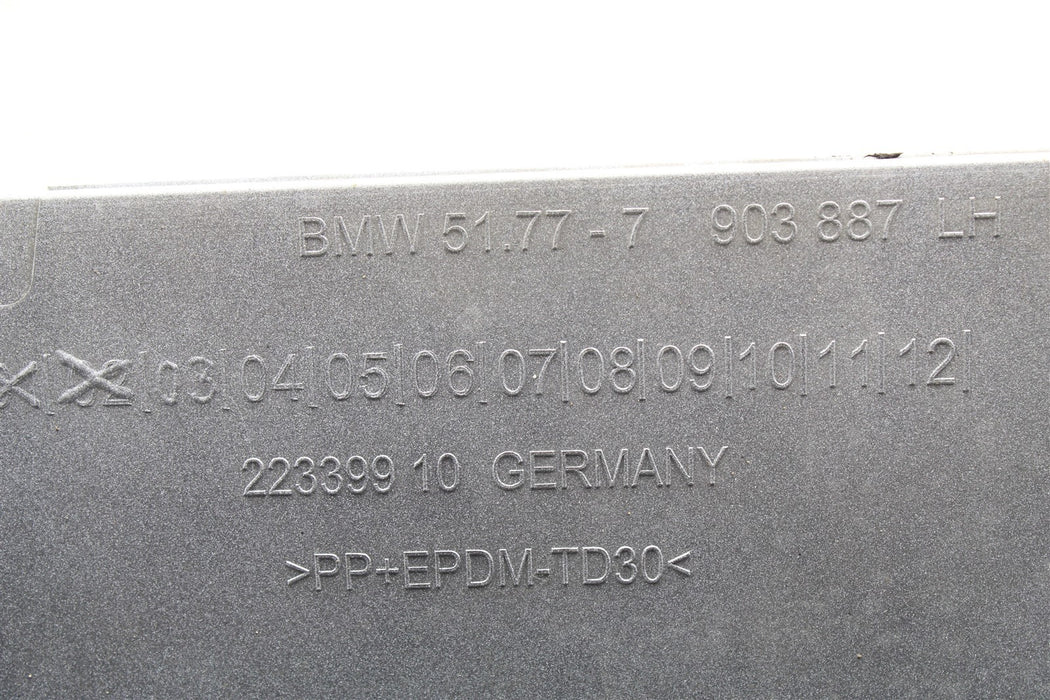 BMW 51.77 - 7 903 887 LH
02|03|04|05|06|07|08|09|10|11|12|
223399 10 GERMANY
>PP+EPDM-TD30<